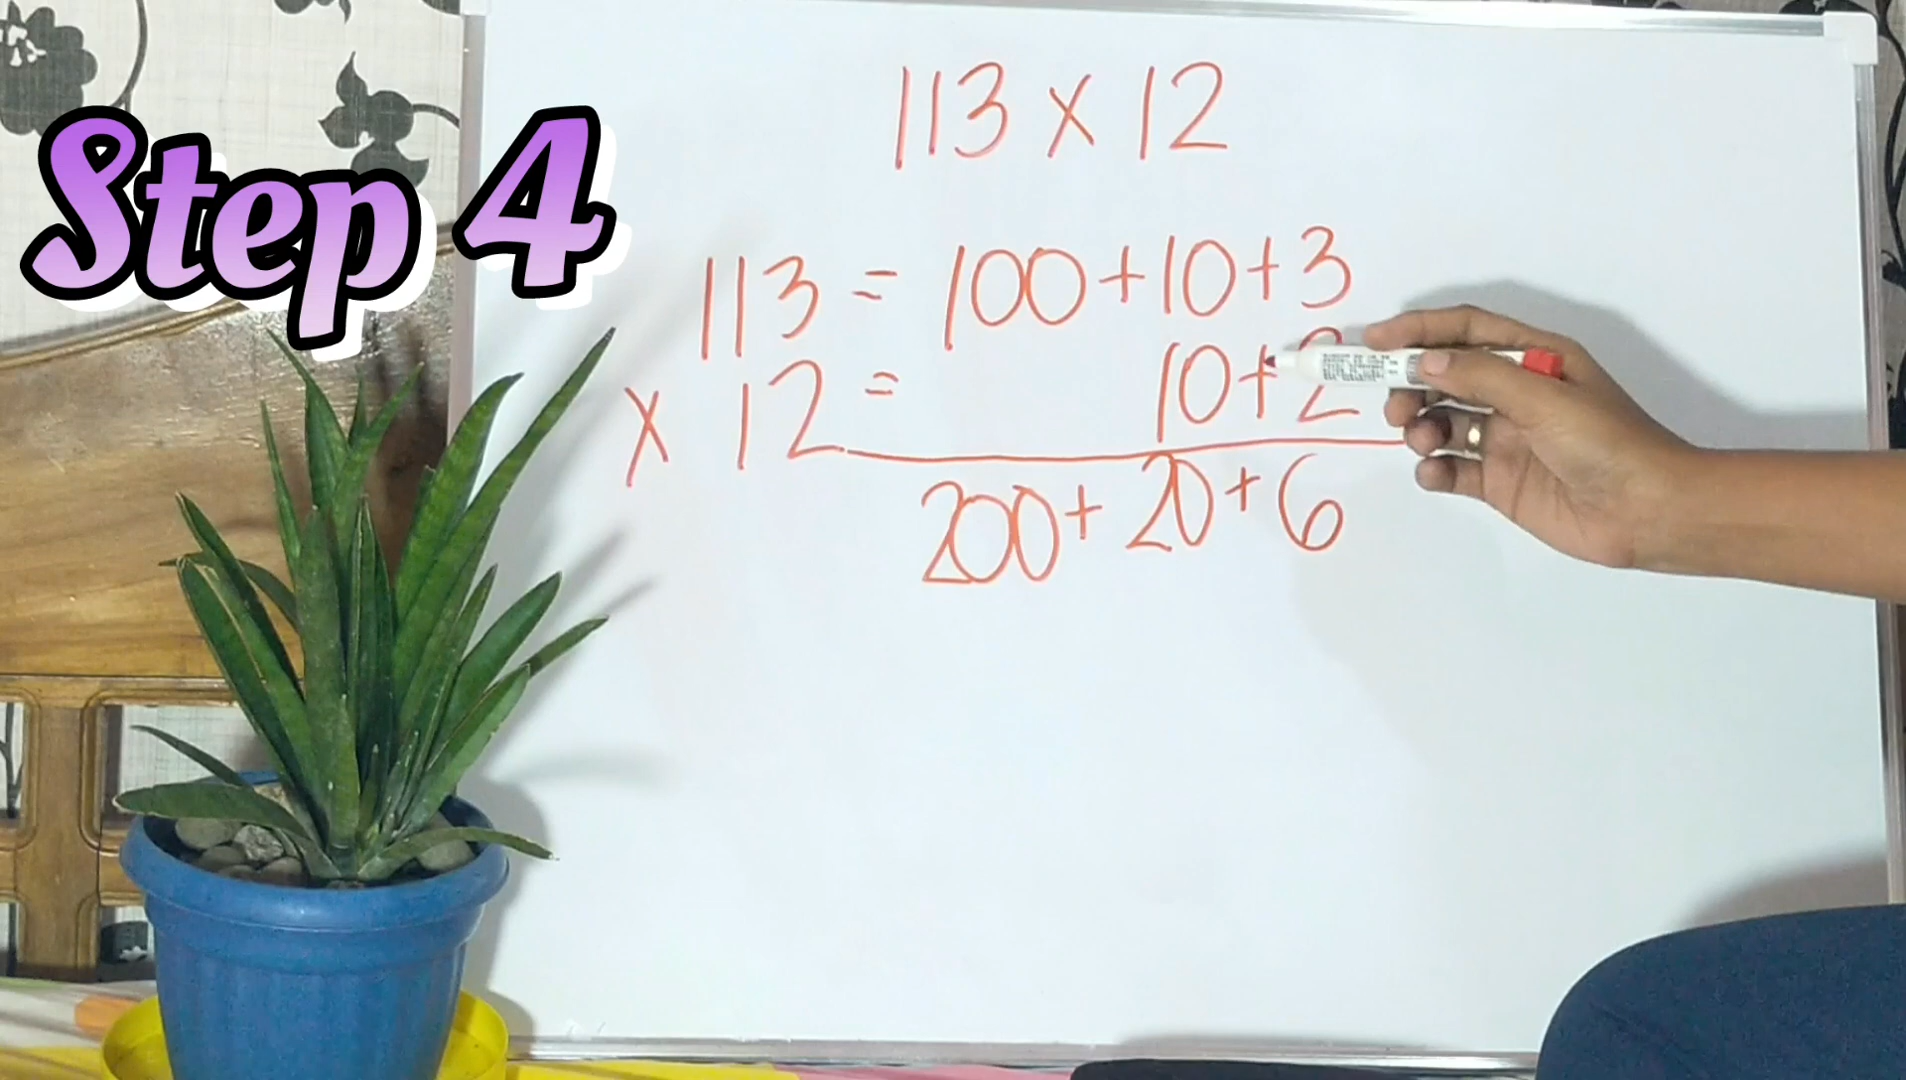 Step 4
113 x 12
113 = 100+10+3
x 12 = 10+2
200+ 20+6